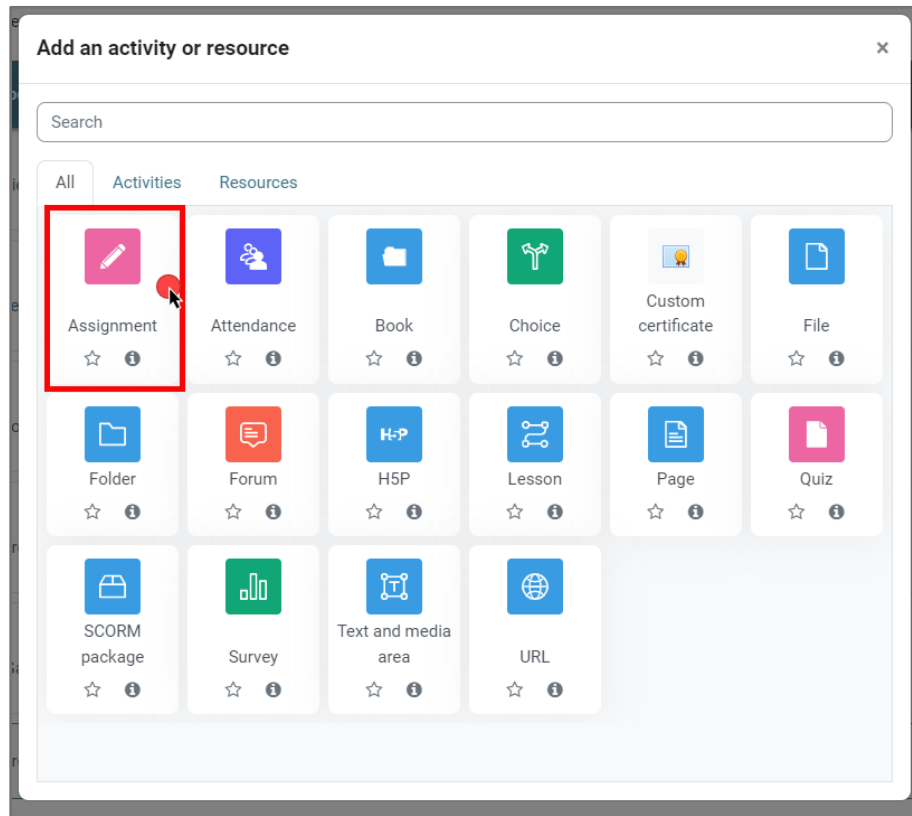 Add an activity or resource
×
Search
All Activities Resources
Assignment Attendance Book Choice Custom certificate File
Folder Forum H5P H5P Lesson Page Quiz
SCORM package Survey Text and media area URL